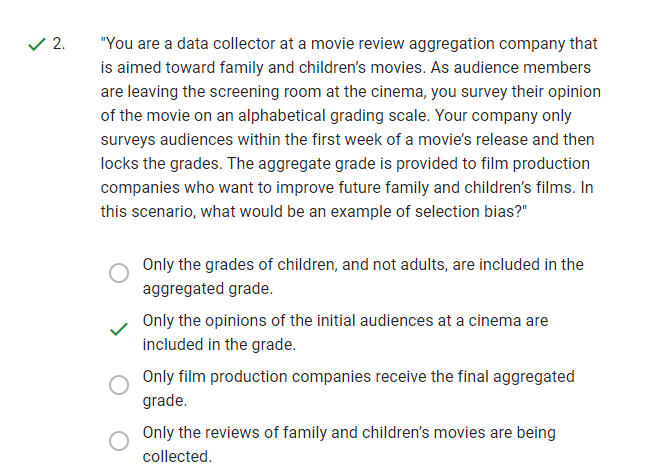 2. "You are a data collector at a movie review aggregation company that
is aimed toward family and children's movies. As audience members
are leaving the screening room at the cinema, you survey their opinion
of the movie on an alphabetical grading scale. Your company only
surveys audiences within the first week of a movie's release and then
locks the grades. The aggregate grade is provided to film production
companies who want to improve future family and children's films. In
this scenario, what would be an example of selection bias?"
Only the grades of children, and not adults, are included in the
aggregated grade.
Only the opinions of the initial audiences at a cinema are
included in the grade.
Only film production companies receive the final aggregated
grade.
Only the reviews of family and children's movies are being
collected.